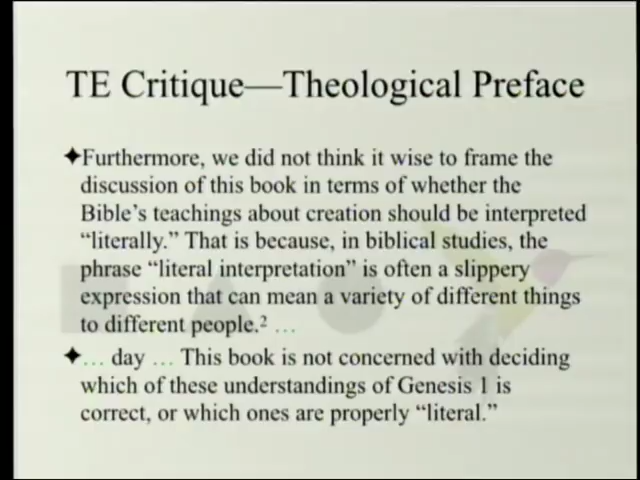 TE Critique—Theological Preface
✦Furthermore, we did not think it wise to frame the
discussion of this book in terms of whether the
Bible's teachings about creation should be interpreted
“literally.” That is because, in biblical studies, the
phrase “literal interpretation” is often a slippery
expression that can mean a variety of different things
to different people.² …
✦… day … This book is not concerned with deciding
which of these understandings of Genesis 1 is
correct, or which ones are properly “literal.”